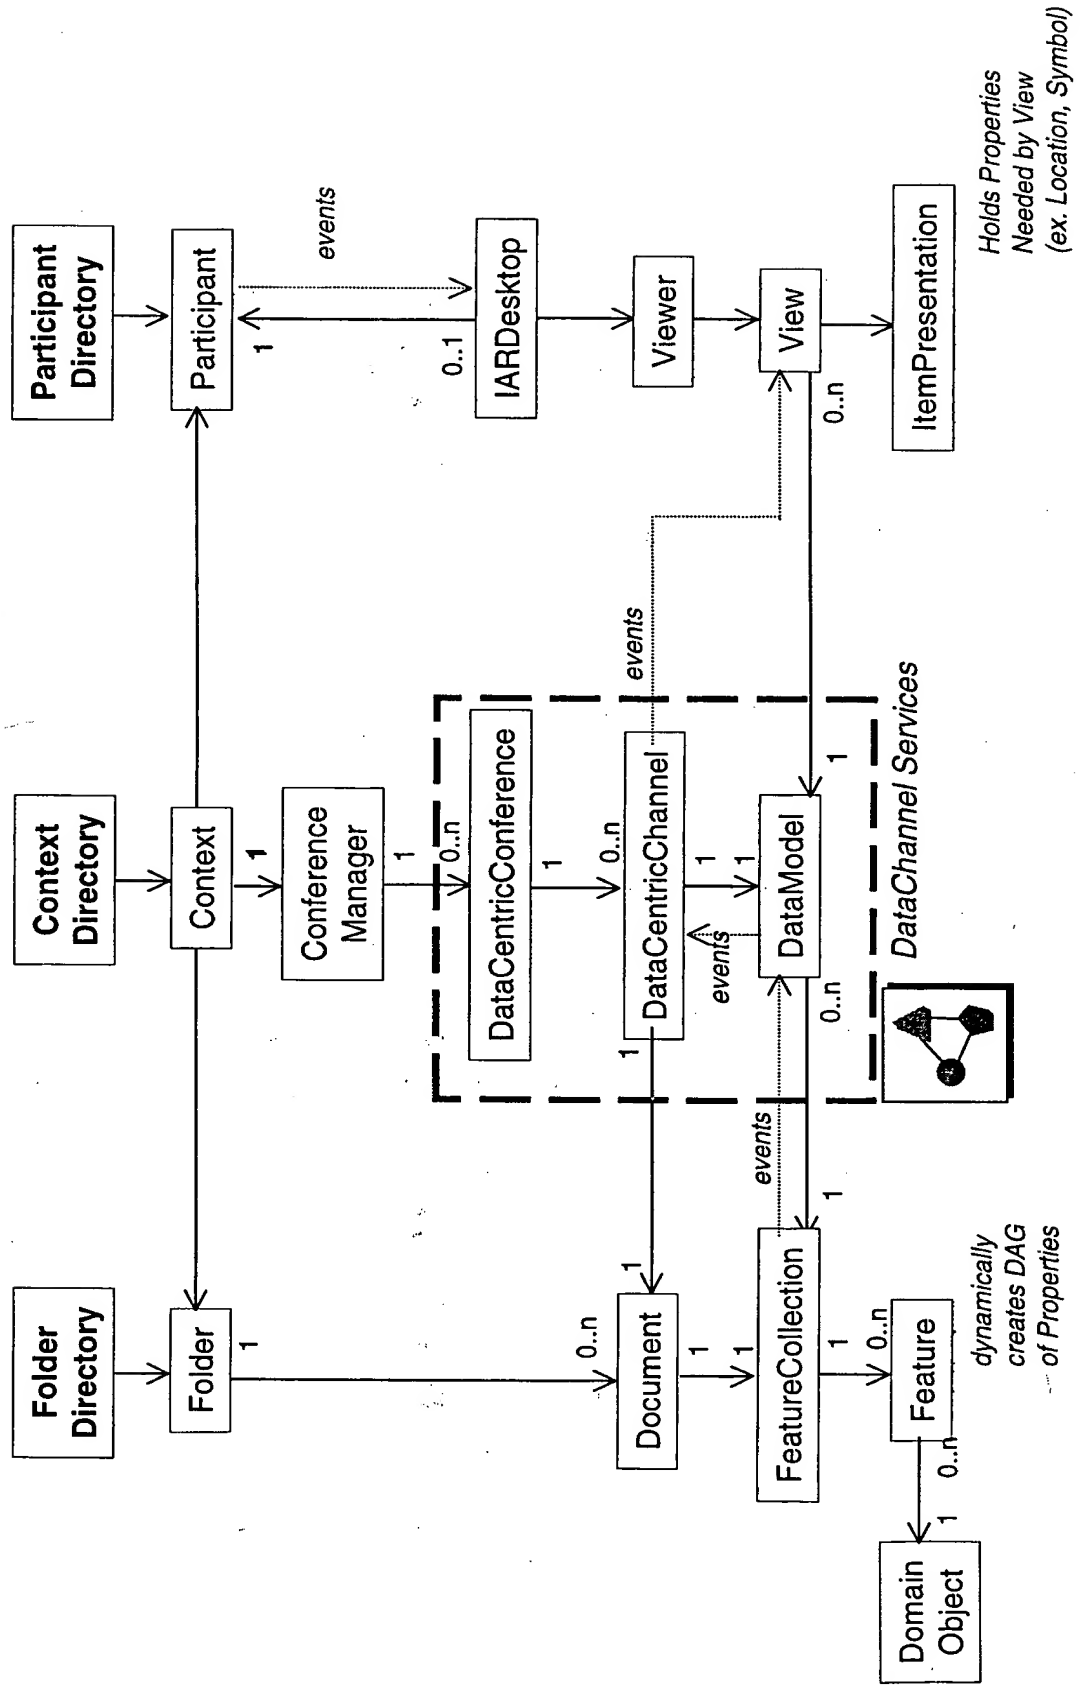 Folder
Directory
Context
Directory
Participant
Directory
Folder
Context
Participant
1
1
1
events
Conference
Manager
1
0..n
0..1
DataCentricConference
IARDesktop
1
0..n
0..n
events
Document
1
1
DataCentricChannel
Viewer
1
1
events
1
1
events
FeatureCollection
DataModel
View
1
0..n
1
0..n
1
0..n
DataChannel Services
Feature
ItemPresentation
0..n
1
Domain
Object
dynamically
creates DAG
of Properties
Holds Properties
Needed by View
(ex. Location, Symbol)